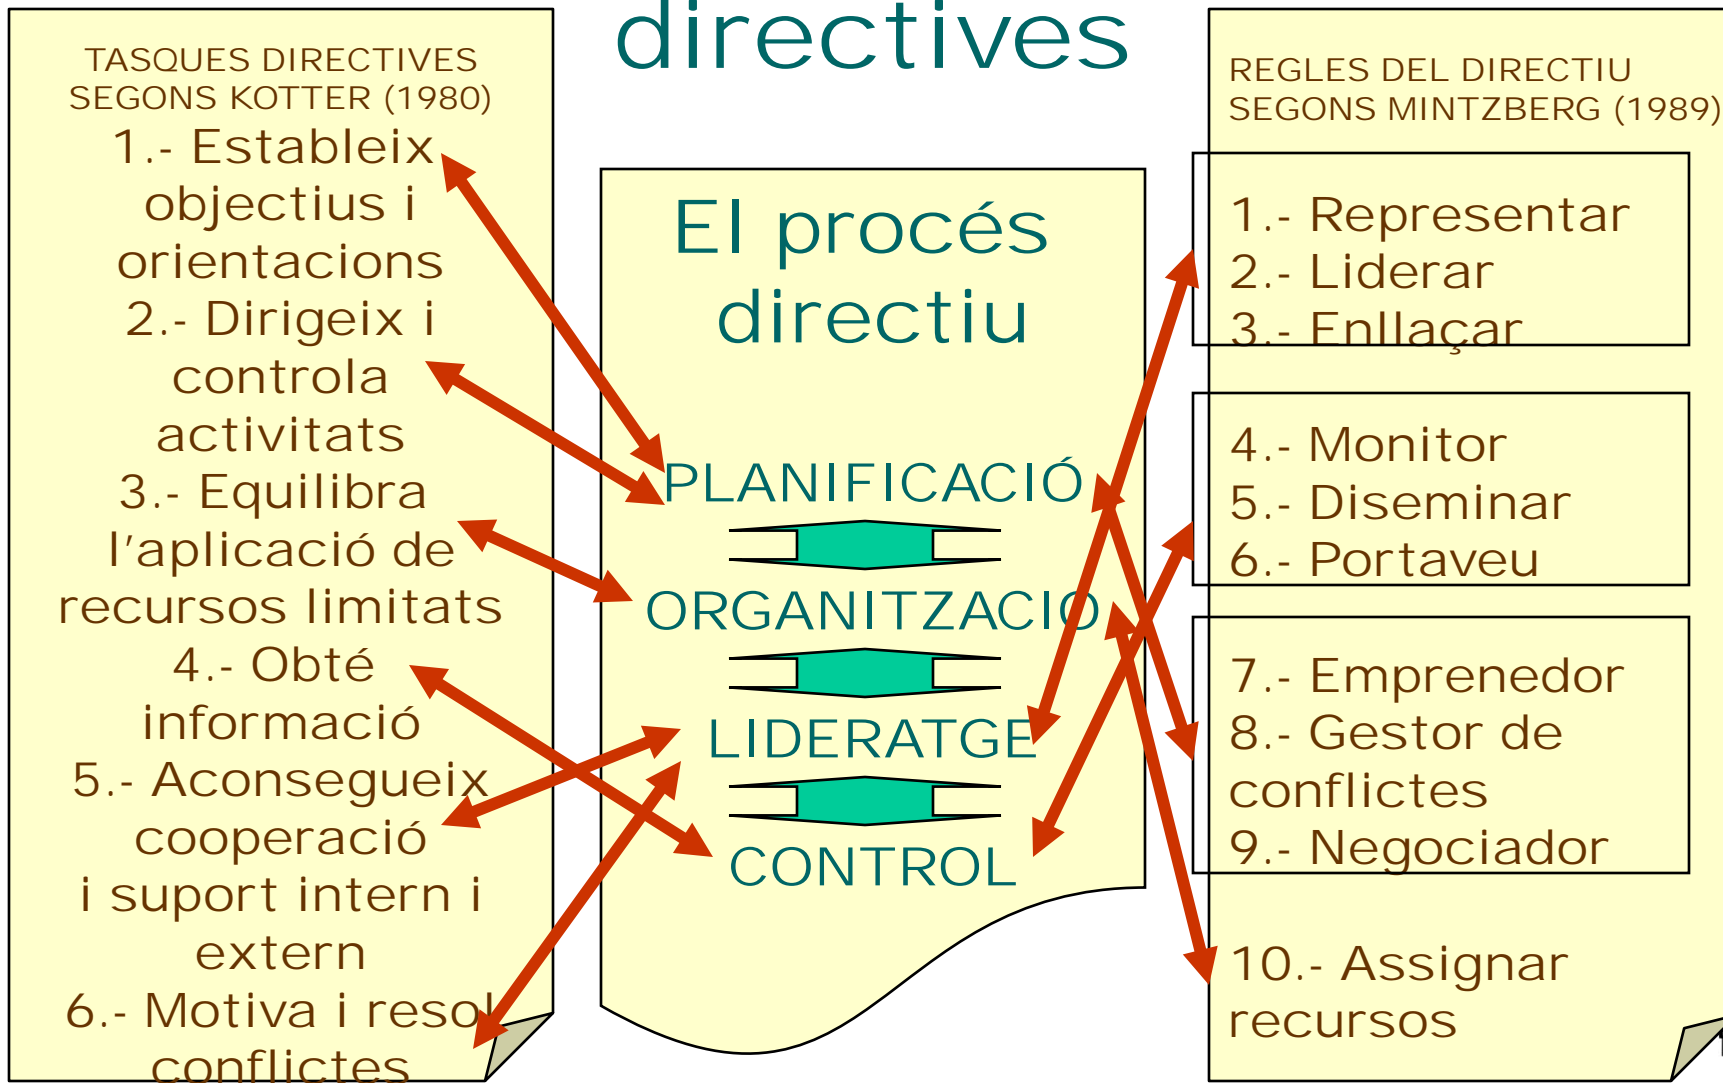 directives
TASQUES DIRECTIVES
SEGONS KOTTER (1980)
1.- Estableix
objectius i
orientacions
2.- Dirigeix i
controla
activitats
3.- Equilibra
l’aplicació de
recursos limitats
4.- Obté
informació
5.- Aconsegueix
cooperació
i suport intern i
extern
6.- Motiva i resol
conflictes
El procés
directiu
PLANIFICACIÓ
ORGANITZACIÓ
LIDERATGE
CONTROL
REGLES DEL DIRECTIU
SEGONS MINTZBERG (1989)
1.- Representar
2.- Liderar
3.- Enllaçar
4.- Monitor
5.- Diseminar
6.- Portaveu
7.- Emprenedor
8.- Gestor de
conflictes
9.- Negociador
10.- Assignar
recursos